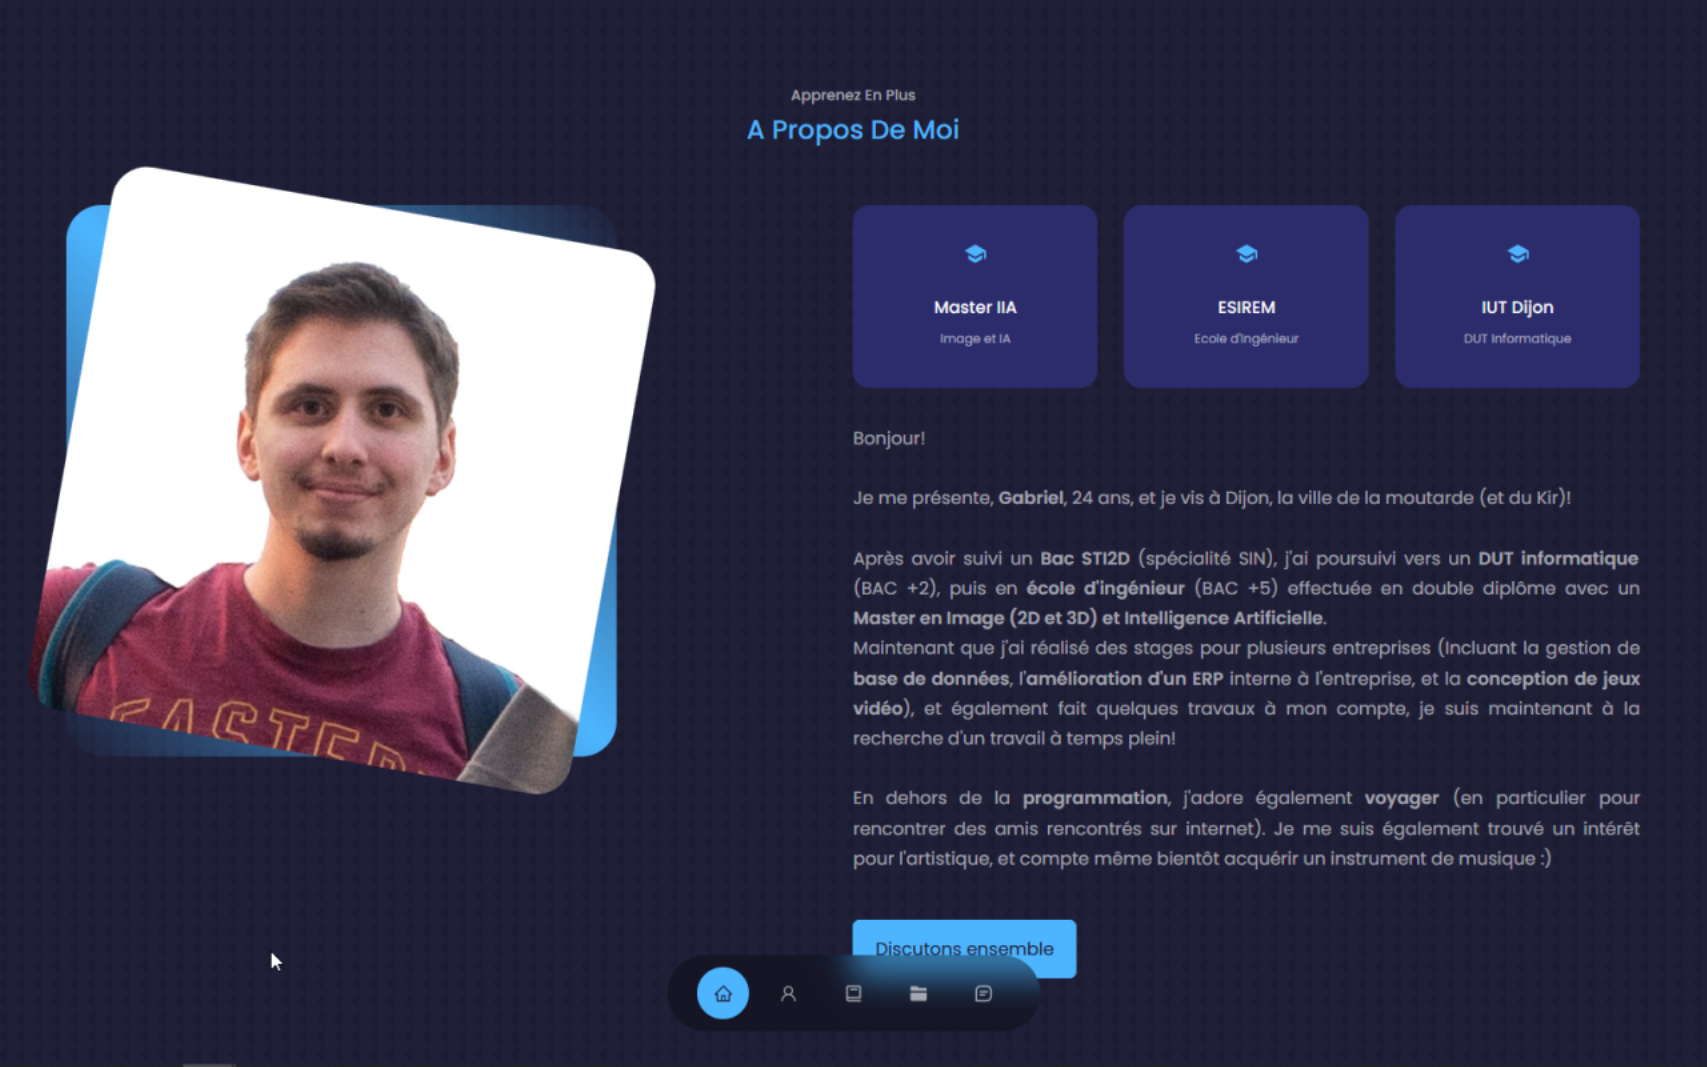 Apprenez En Plus
A Propos De Moi
Master IIA
Image et IA
ESIREM
Ecole d'Ingénieur
IUT Dijon
DUT Informatique
Bonjour!
Je me présente, Gabriel, 24 ans, et je vis à Dijon, la ville de la moutarde (et du Kir)!
Après avoir suivi un Bac STI2D (spécialité SIN), j'ai poursuivi vers un DUT informatique
(BAC +2), puis en école d'ingénieur (BAC +5) effectuée en double diplôme avec un
Master en Image (2D et 3D) et Intelligence Artificielle.
Maintenant que j'ai réalisé des stages pour plusieurs entreprises (Incluant la gestion de
base de données, l'amélioration d'un ERP interne à l'entreprise, et la conception de jeux
vidéo), et également fait quelques travaux à mon compte, je suis maintenant à la
recherche d'un travail à temps plein!
En dehors de la programmation, j'adore également voyager (en particulier pour
rencontrer des amis rencontrés sur internet). Je me suis également trouvé un intérêt
pour l'artistique, et compte même bientôt acquérir un instrument de musique :)
Discutons ensemble